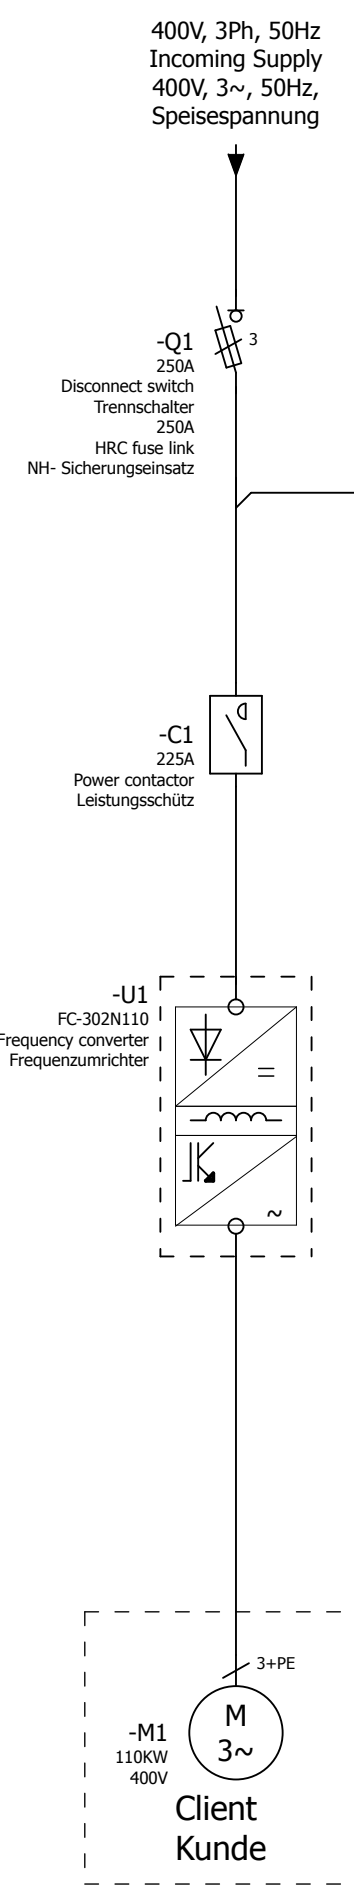 400V, 3Ph, 50Hz
Incoming Supply
400V, 3~, 50Hz,
Speisespannung
-Q1
3
250A
Disconnect switch
Trennschalter
250A
HRC fuse link
NH- Sicherungseinsatz
-C1
225A
Power contactor
Leistungsschütz
-U1
FC-302N110
Frequency converter
Frequenzumrichter
=
~
3+PE
-M1
110KW
400V
M
3~
Client
Kunde